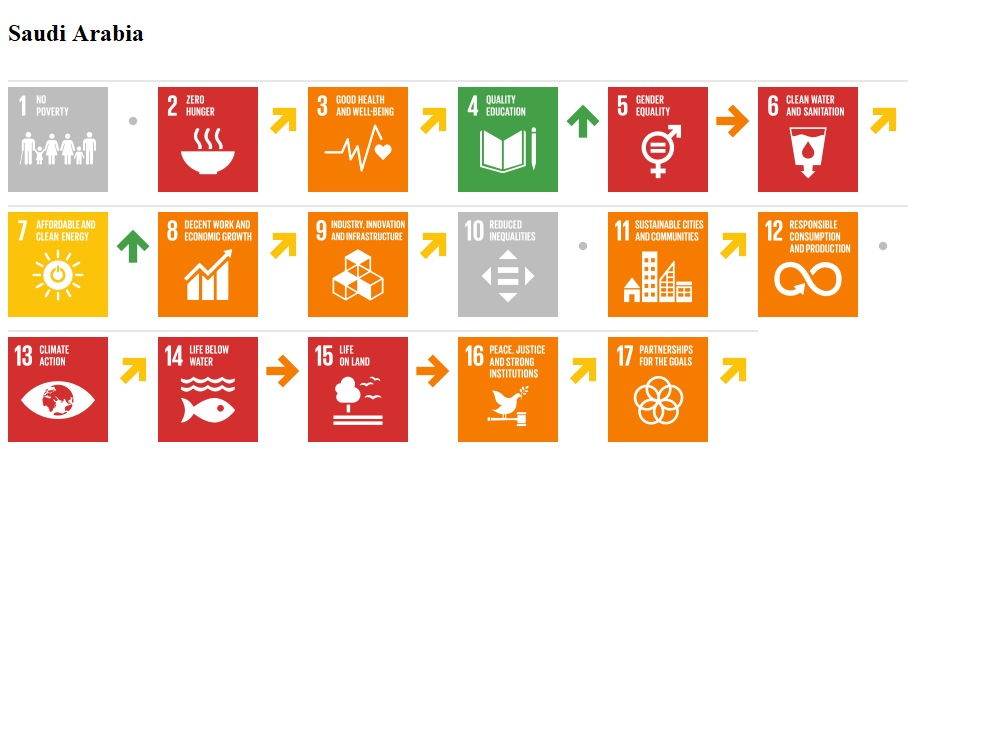 Saudi Arabia
1 NO
POVERTY
2 ZERO
HUNGER
3 GOOD HEALTH
AND WELL-BEING
4 QUALITY
EDUCATION
5 GENDER
EQUALITY
6 CLEAN WATER
AND SANITATION
7 AFFORDABLE AND
CLEAN ENERGY
8 DECENT WORK AND
ECONOMIC GROWTH
9 INDUSTRY, INNOVATION
AND INFRASTRUCTURE
10 REDUCED
INEQUALITIES
11 SUSTAINABLE CITIES
AND COMMUNITIES
12 RESPONSIBLE
CONSUMPTION
AND PRODUCTION
13 CLIMATE
ACTION
14 LIFE BELOW
WATER
15 LIFE
ON LAND
16 PEACE, JUSTICE
AND STRONG
INSTITUTIONS
17 PARTNERSHIPS
FOR THE GOALS